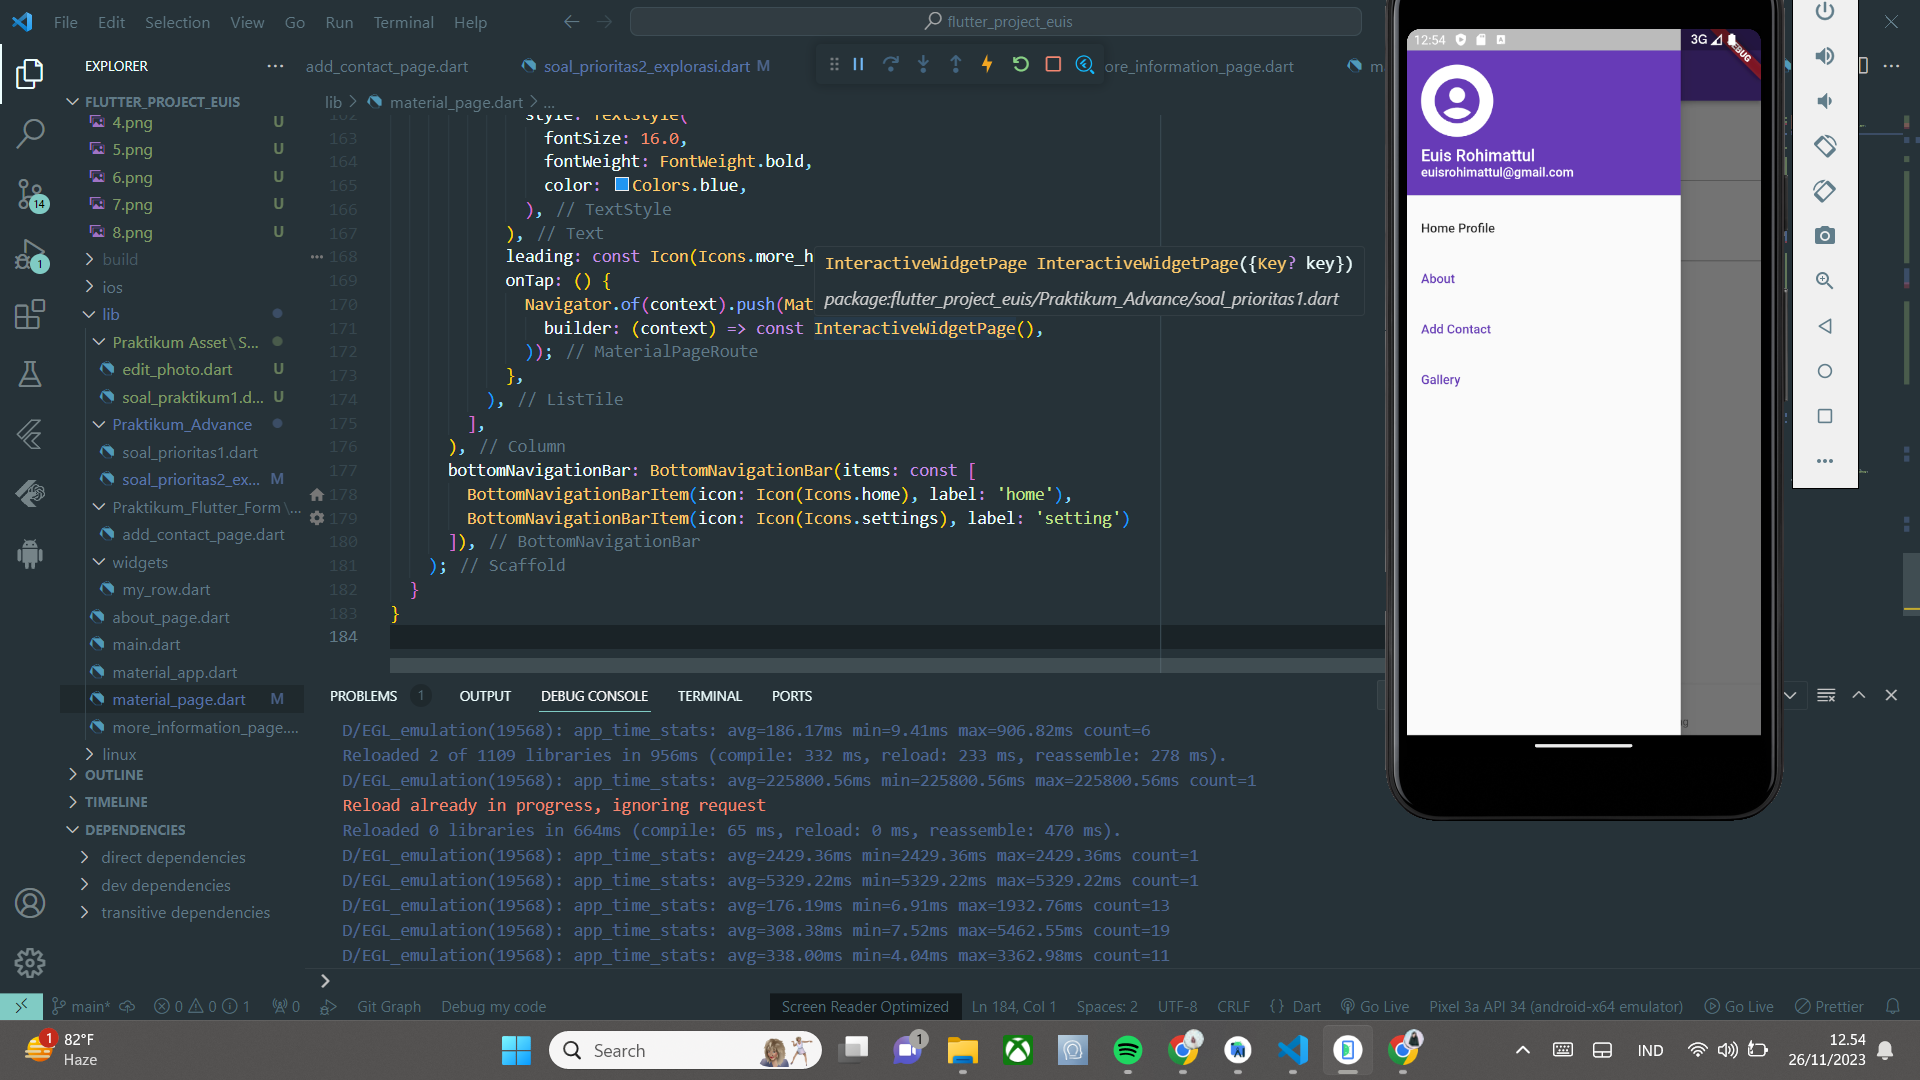 File Edit Selection View Go Run Terminal Help
flutter_project_euis
EXPLORER
FLUTTER_PROJECT_EUIS
4.png U
5.png U
6.png U
7.png U
8.png U
build
ios
lib
Praktikum Asset\S...
edit_photo.dart U
soal_praktikum1.d... U
Praktikum_Advance
soal_prioritas1.dart
soal_prioritas2_ex... M
Praktikum_Flutter_Form\...
add_contact_page.dart
widgets
my_row.dart
about_page.dart
main.dart
material_app.dart
material_page.dart M
more_information_page....
linux
OUTLINE
TIMELINE
DEPENDENCIES
direct dependencies
dev dependencies
transitive dependencies
14
1
add_contact_page.dart
soal_prioritas2_explorasi.dart M
ore_information_page.dart
m
lib > material_page.dart > ...
162 style: TextStyle(
163 fontSize: 16.0,
164 fontWeight: FontWeight.bold,
165 color: Colors.blue,
166 ), // TextStyle
167 ), // Text
168 leading: const Icon(Icons.more_h
169 onTap: () {
170 Navigator.of(context).push(Mat
171 builder: (context) => const InteractiveWidgetPage(),
172 )); // MaterialPageRoute
173 },
174 ), // ListTile
175 ],
176 ), // Column
177 bottomNavigationBar: BottomNavigationBar(items: const [
178 BottomNavigationBarItem(icon: Icon(Icons.home), label: 'home'),
179 BottomNavigationBarItem(icon: Icon(Icons.settings), label: 'setting')
180 ]), // BottomNavigationBar
181 ); // Scaffold
182 }
183 }
184
InteractiveWidgetPage InteractiveWidgetPage({Key? key})
package:flutter_project_euis/Praktikum_Advance/soal_prioritas1.dart
PROBLEMS 1 OUTPUT DEBUG CONSOLE TERMINAL PORTS
D/EGL_emulation(19568): app_time_stats: avg=186.17ms min=9.41ms max=906.82ms count=6
Reloaded 2 of 1109 libraries in 956ms (compile: 332 ms, reload: 233 ms, reassemble: 278 ms).
D/EGL_emulation(19568): app_time_stats: avg=225800.56ms min=225800.56ms max=225800.56ms count=1
Reload already in progress, ignoring request
Reloaded 0 libraries in 664ms (compile: 65 ms, reload: 0 ms, reassemble: 470 ms).
D/EGL_emulation(19568): app_time_stats: avg=2429.36ms min=2429.36ms max=2429.36ms count=1
D/EGL_emulation(19568): app_time_stats: avg=5329.22ms min=5329.22ms max=5329.22ms count=1
D/EGL_emulation(19568): app_time_stats: avg=176.19ms min=6.91ms max=1932.76ms count=13
D/EGL_emulation(19568): app_time_stats: avg=308.38ms min=7.52ms max=5462.55ms count=19
D/EGL_emulation(19568): app_time_stats: avg=338.00ms min=4.04ms max=3362.98ms count=11
12:54 3G
Euis Rohimattul
euisrohimattul@gmail.com
Home Profile
About
Add Contact
Gallery
main* 0 0 1 0 Git Graph Debug my code Screen Reader Optimized Ln 184, Col 1 Spaces: 2 UTF-8 CRLF {} Dart Go Live Pixel 3a API 34 (android-x64 emulator) Go Live Prettier
1
82°F
Haze
Search
1
IND
12.54
26/11/2023